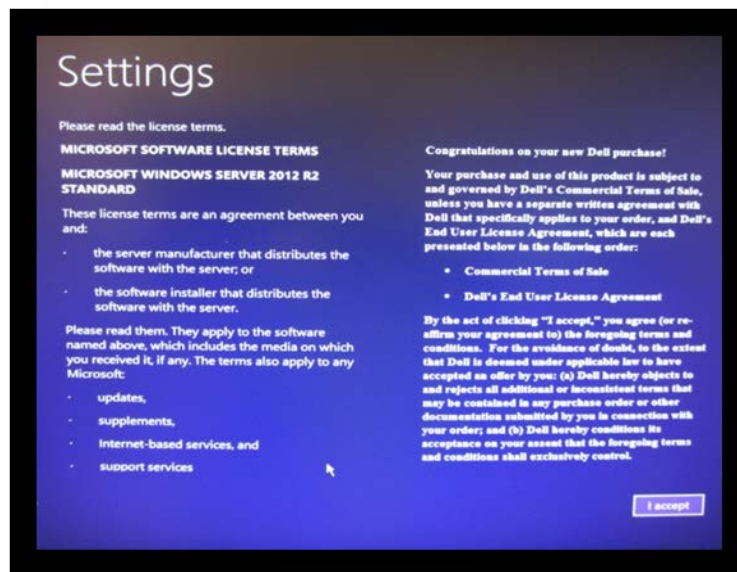 Settings
Please read the license terms.
MICROSOFT SOFTWARE LICENSE TERMS
MICROSOFT WINDOWS SERVER 2012 R2
STANDARD
These license terms are an agreement between you
and:
· the server manufacturer that distributes the
software with the server; or
· the software installer that distributes the
software with the server.
Please read them. They apply to the software
named above, which includes the media on which
you received it, if any. The terms also apply to any
Microsoft:
· updates,
· supplements,
· Internet-based services, and
· support services
Congratulations on your new Dell purchase!
Your purchase and use of this product is subject to
and governed by Dell's Commercial Terms of Sale,
unless you have a separate written agreement with
Dell that specifically applies to your order, and Dell's
End User License Agreement, which are each
presented below in the following order:
• Commercial Terms of Sale
• Dell's End User License Agreement
By the act of clicking "I accept," you agree (or re-
affirm your agreement to) the foregoing terms and
conditions. For the avoidance of doubt, to the extent
that Dell is deemed under applicable law to have
accepted an offer by you: (a) Dell hereby objects to
and rejects all additional or inconsistent terms that
may be contained in any purchase order or other
documentation submitted by you in connection with
your order; and (b) Dell hereby conditions its
acceptance on your assent that the foregoing terms
and conditions shall exclusively control.
I accept